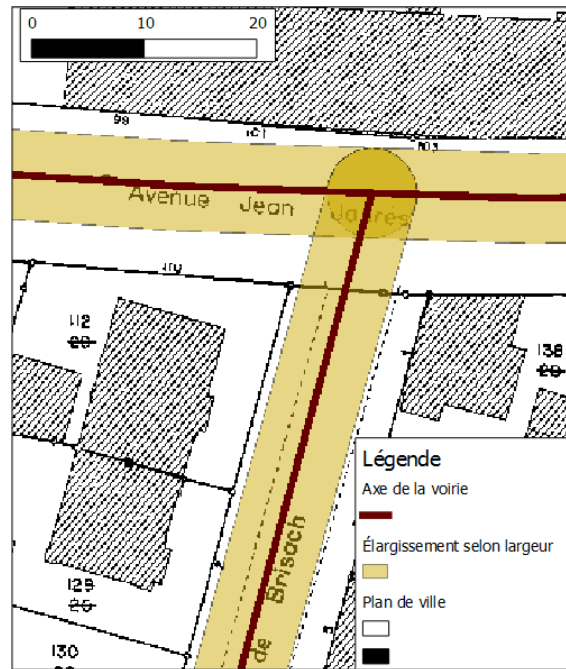 0 10 20
99
101
103
Avenue Jean Jaurès
110
112
20
138
20
de Brisach
129
20
130
Légende
Axe de la voirie
Élargissement selon largeur
Plan de ville